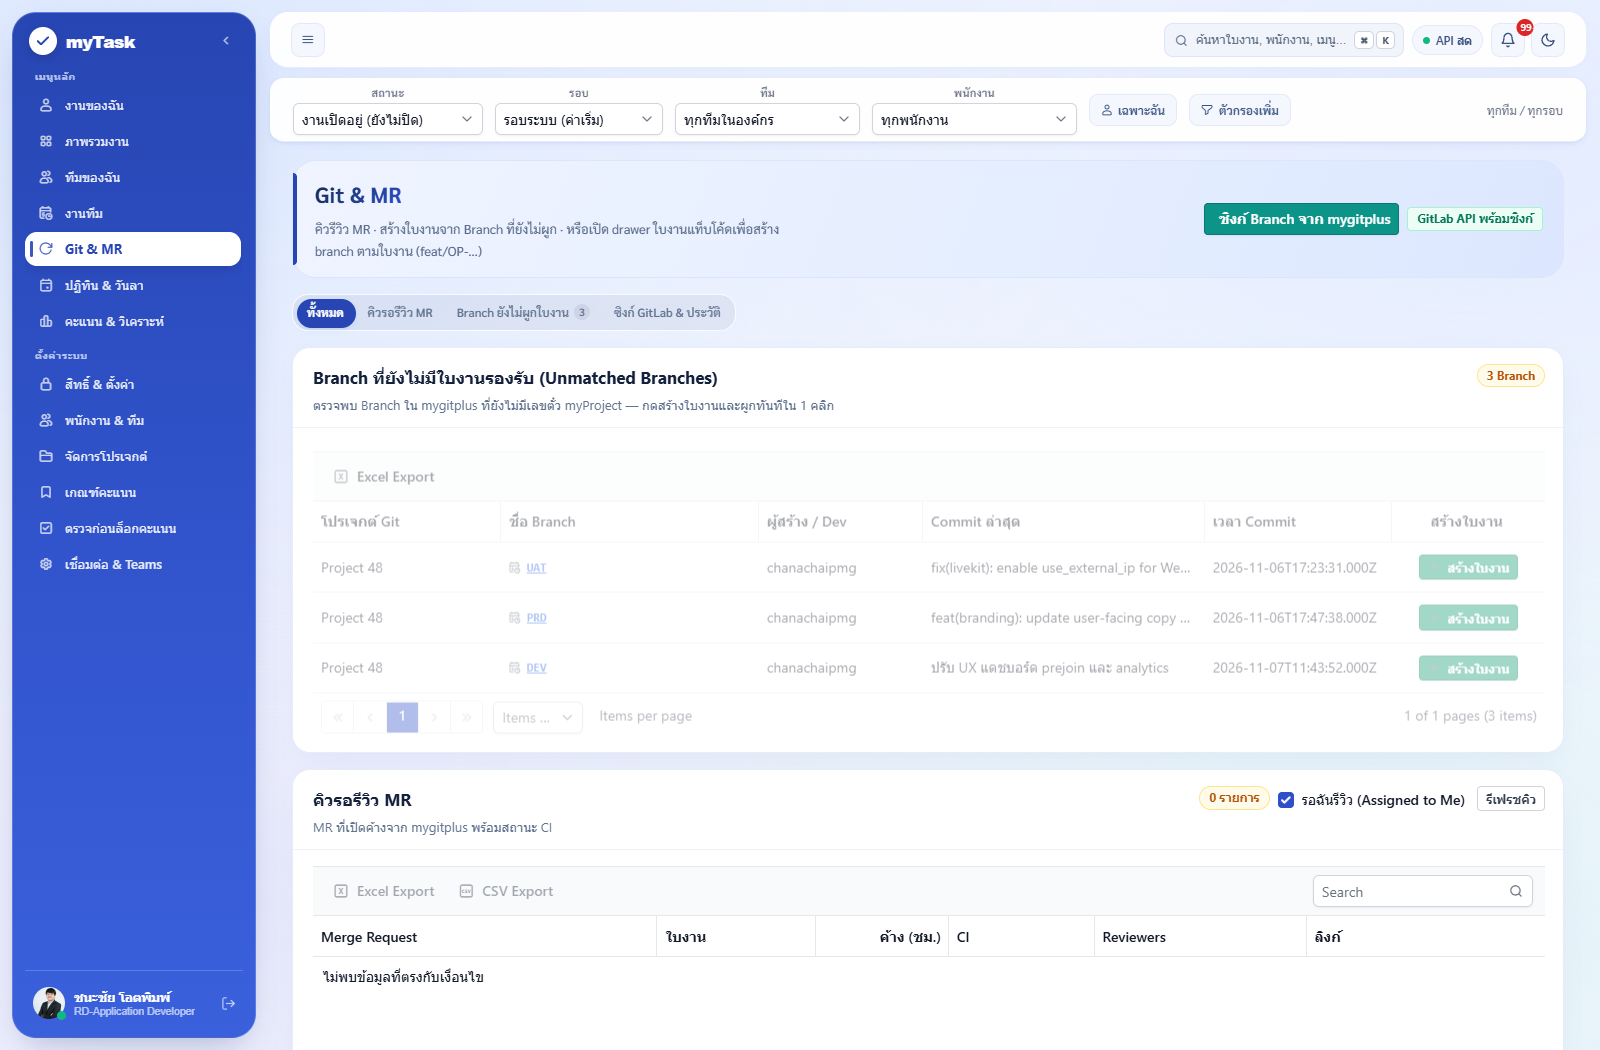 myTask
เมนูหลัก
งานของฉัน
ภาพรวมงาน
ทีมของฉัน
งานทีม
Git & MR
ปฏิทิน & วันลา
คะแนน & วิเคราะห์
ตั้งค่าระบบ
สิทธิ์ & ตั้งค่า
พนักงาน & ทีม
จัดการโปรเจกต์
เกณฑ์คะแนน
ตรวจก่อนล็อกคะแนน
เชื่อมต่อ & Teams
ชนะชัย โอดพิมพ์
RD-Application Developer
ค้นหาใบงาน, พนักงาน, เมนู... ⌘ K
API สด
99
สถานะ รอบ ทีม พนักงาน
งานเปิดอยู่ (ยังไม่ปิด) รอบระบบ (ค่าเริ่ม) ทุกทีมในองค์กร ทุกพนักงาน เฉพาะฉัน ตัวกรองเพิ่ม ทุกทีม / ทุกรอบ
Git & MR
คิวรีวิว MR · สร้างใบงานจาก Branch ที่ยังไม่ผูก · หรือเปิด drawer ใบงานแท็บโค้ดเพื่อสร้าง
branch ตามใบงาน (feat/OP-...)
ซิงก์ Branch จาก mygitplus GitLab API พร้อมซิงก์
ทั้งหมด คิวรอรีวิว MR Branch ยังไม่ผูกใบงาน 3 ซิงก์ GitLab & ประวัติ
Branch ที่ยังไม่มีใบงานรองรับ (Unmatched Branches)
3 Branch
ตรวจพบ Branch ใน mygitplus ที่ยังไม่มีเลขตั๋ว myProject — กดสร้างใบงานและผูกทันทีใน 1 คลิก
Excel Export
โปรเจกต์ Git ชื่อ Branch ผู้สร้าง / Dev Commit ล่าสุด เวลา Commit สร้างใบงาน
Project 48 UAT chanachaipmg fix(livekit): enable use_external_ip for We... 2026-11-06T17:23:31.000Z สร้างใบงาน
Project 48 PRD chanachaipmg feat(branding): update user-facing copy ... 2026-11-06T17:47:38.000Z สร้างใบงาน
Project 48 DEV chanachaipmg ปรับ UX แดชบอร์ด prejoin และ analytics 2026-11-07T11:43:52.000Z สร้างใบงาน
« ‹ 1 › » Items ... Items per page 1 of 1 pages (3 items)
คิวรอรีวิว MR
0 รายการ รอฉันรีวิว (Assigned to Me) รีเฟรชคิว
MR ที่เปิดค้างจาก mygitplus พร้อมสถานะ CI
Excel Export CSV Export Search
Merge Request ใบงาน ค้าง (ชม.) CI Reviewers ลิงก์
ไม่พบข้อมูลที่ตรงกับเงื่อนไข